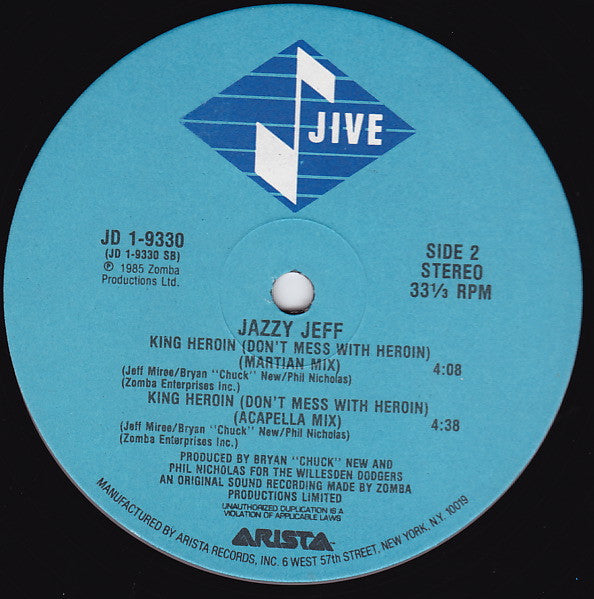 JIVE
JD 1-9330
(JD 1-9330 SB)
℗ 1985 Zomba
Productions Ltd.
SIDE 2
STEREO
33⅓ RPM
JAZZY JEFF
KING HEROIN (DON'T MESS WITH HEROIN)
(MARTIAN MIX) 4:08
(Jeff Miree/Bryan "Chuck" New/Phil Nicholas)
(Zomba Enterprises Inc.)
KING HEROIN (DON'T MESS WITH HEROIN)
(ACAPELLA MIX) 4:38
(Jeff Miree/Bryan "Chuck" New/Phil Nicholas)
(Zomba Enterprises Inc.)
PRODUCED BY BRYAN "CHUCK" NEW AND
PHIL NICHOLAS FOR THE WILLESDEN DODGERS
AN ORIGINAL SOUND RECORDING MADE BY ZOMBA
PRODUCTIONS LIMITED
UNAUTHORIZED DUPLICATION IS A
VIOLATION OF APPLICABLE LAWS
ARISTA
MANUFACTURED BY ARISTA RECORDS, INC. 6 WEST 57th STREET, NEW YORK, N.Y. 10019